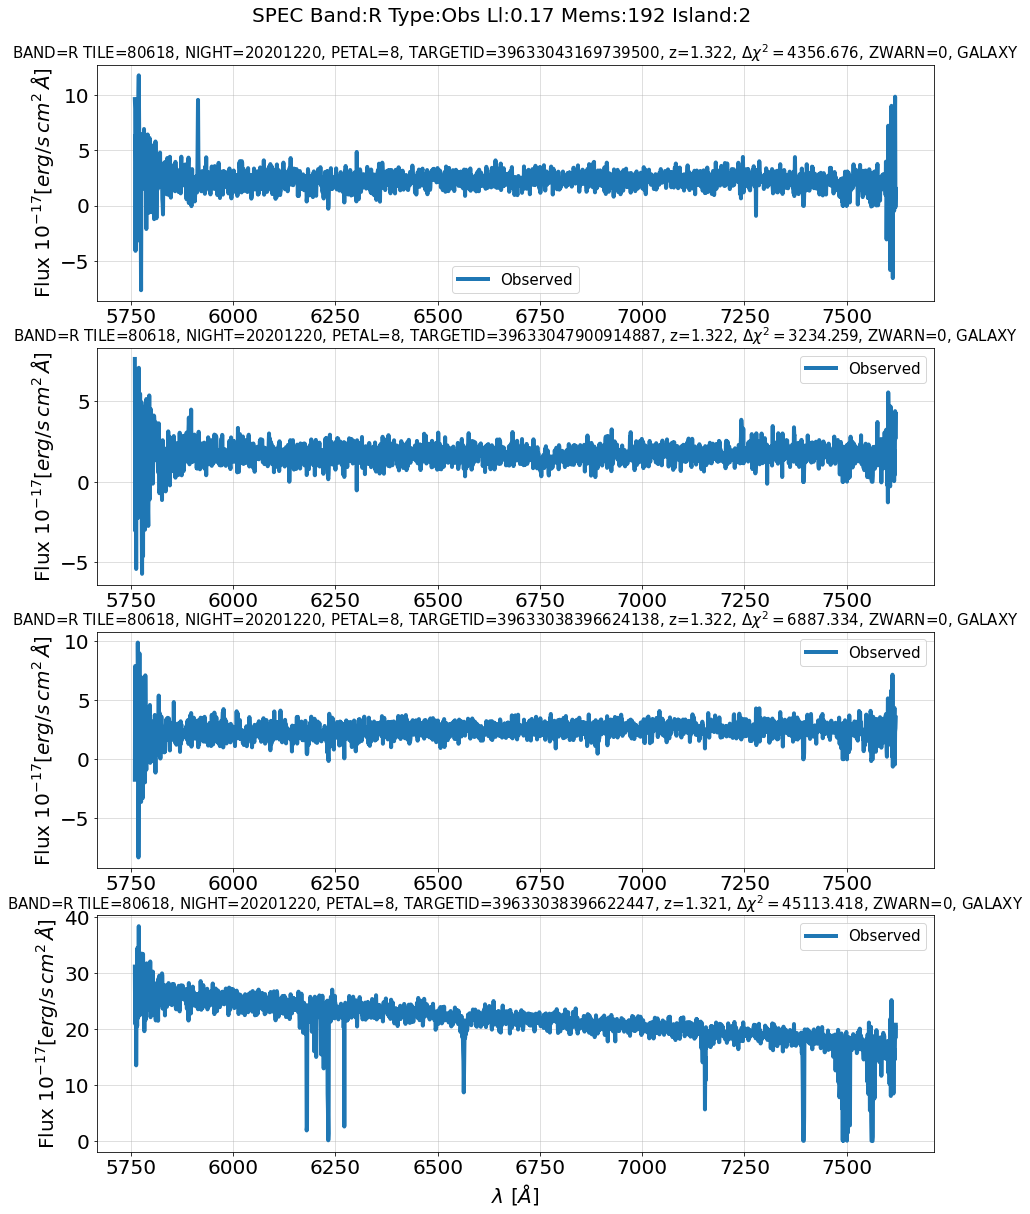 SPEC Band:R Type:Obs Ll:0.17 Mems:192 Island:2
BAND=R TILE=80618, NIGHT=20201220, PETAL=8, TARGETID=39633043169739500, z=1.322, Δχ² = 4356.676, ZWARN=0, GALAXY
Flux 10⁻¹⁷[erg/s cm² Å]
10
5
0
−5
Observed
5750 6000 6250 6500 6750 7000 7250 7500
BAND=R TILE=80618, NIGHT=20201220, PETAL=8, TARGETID=39633047900914887, z=1.322, Δχ² = 3234.259, ZWARN=0, GALAXY
Flux 10⁻¹⁷[erg/s cm² Å]
5
0
−5
Observed
5750 6000 6250 6500 6750 7000 7250 7500
BAND=R TILE=80618, NIGHT=20201220, PETAL=8, TARGETID=39633038396624138, z=1.322, Δχ² = 6887.334, ZWARN=0, GALAXY
Flux 10⁻¹⁷[erg/s cm² Å]
10
5
0
−5
Observed
5750 6000 6250 6500 6750 7000 7250 7500
BAND=R TILE=80618, NIGHT=20201220, PETAL=8, TARGETID=39633038396622447, z=1.321, Δχ² = 45113.418, ZWARN=0, GALAXY
Flux 10⁻¹⁷[erg/s cm² Å]
40
30
20
10
0
Observed
5750 6000 6250 6500 6750 7000 7250 7500
λ [Å]